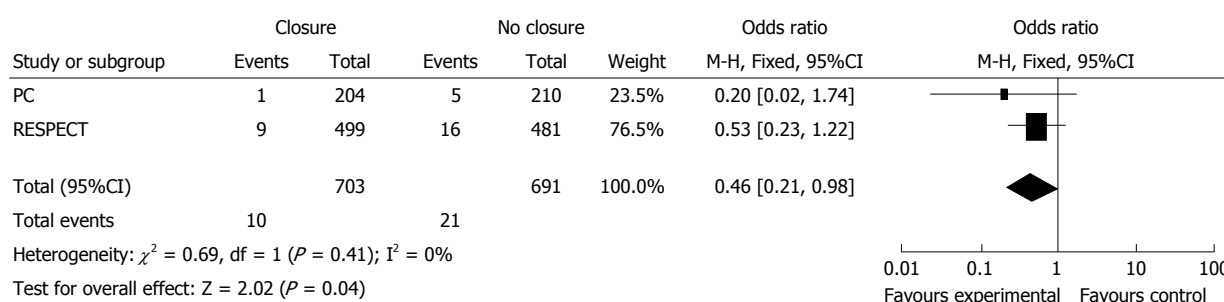 Closure No closure Odds ratio Odds ratio
Study or subgroup Events Total Events Total Weight M-H, Fixed, 95%CI M-H, Fixed, 95%CI
PC 1 204 5 210 23.5% 0.20 [0.02, 1.74]
RESPECT 9 499 16 481 76.5% 0.53 [0.23, 1.22]
Total (95%CI) 703 691 100.0% 0.46 [0.21, 0.98]
Total events 10 21
Heterogeneity: χ² = 0.69, df = 1 (P = 0.41); I² = 0%
0.01 0.1 1 10 100
Test for overall effect: Z = 2.02 (P = 0.04)
Favours experimental Favours control